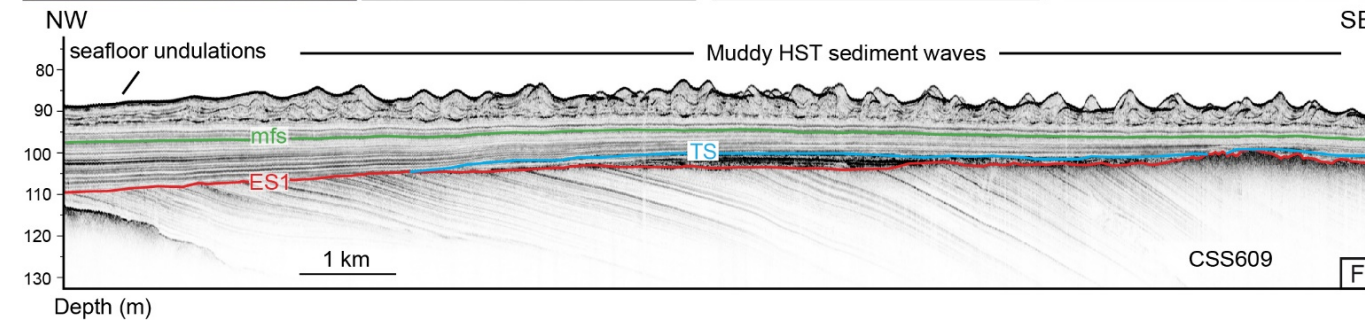 NW
SE
seafloor undulations
Muddy HST sediment waves
80
90
mfs
100
TS
ES1
110
120
1 km
CSS609
130
F
Depth (m)